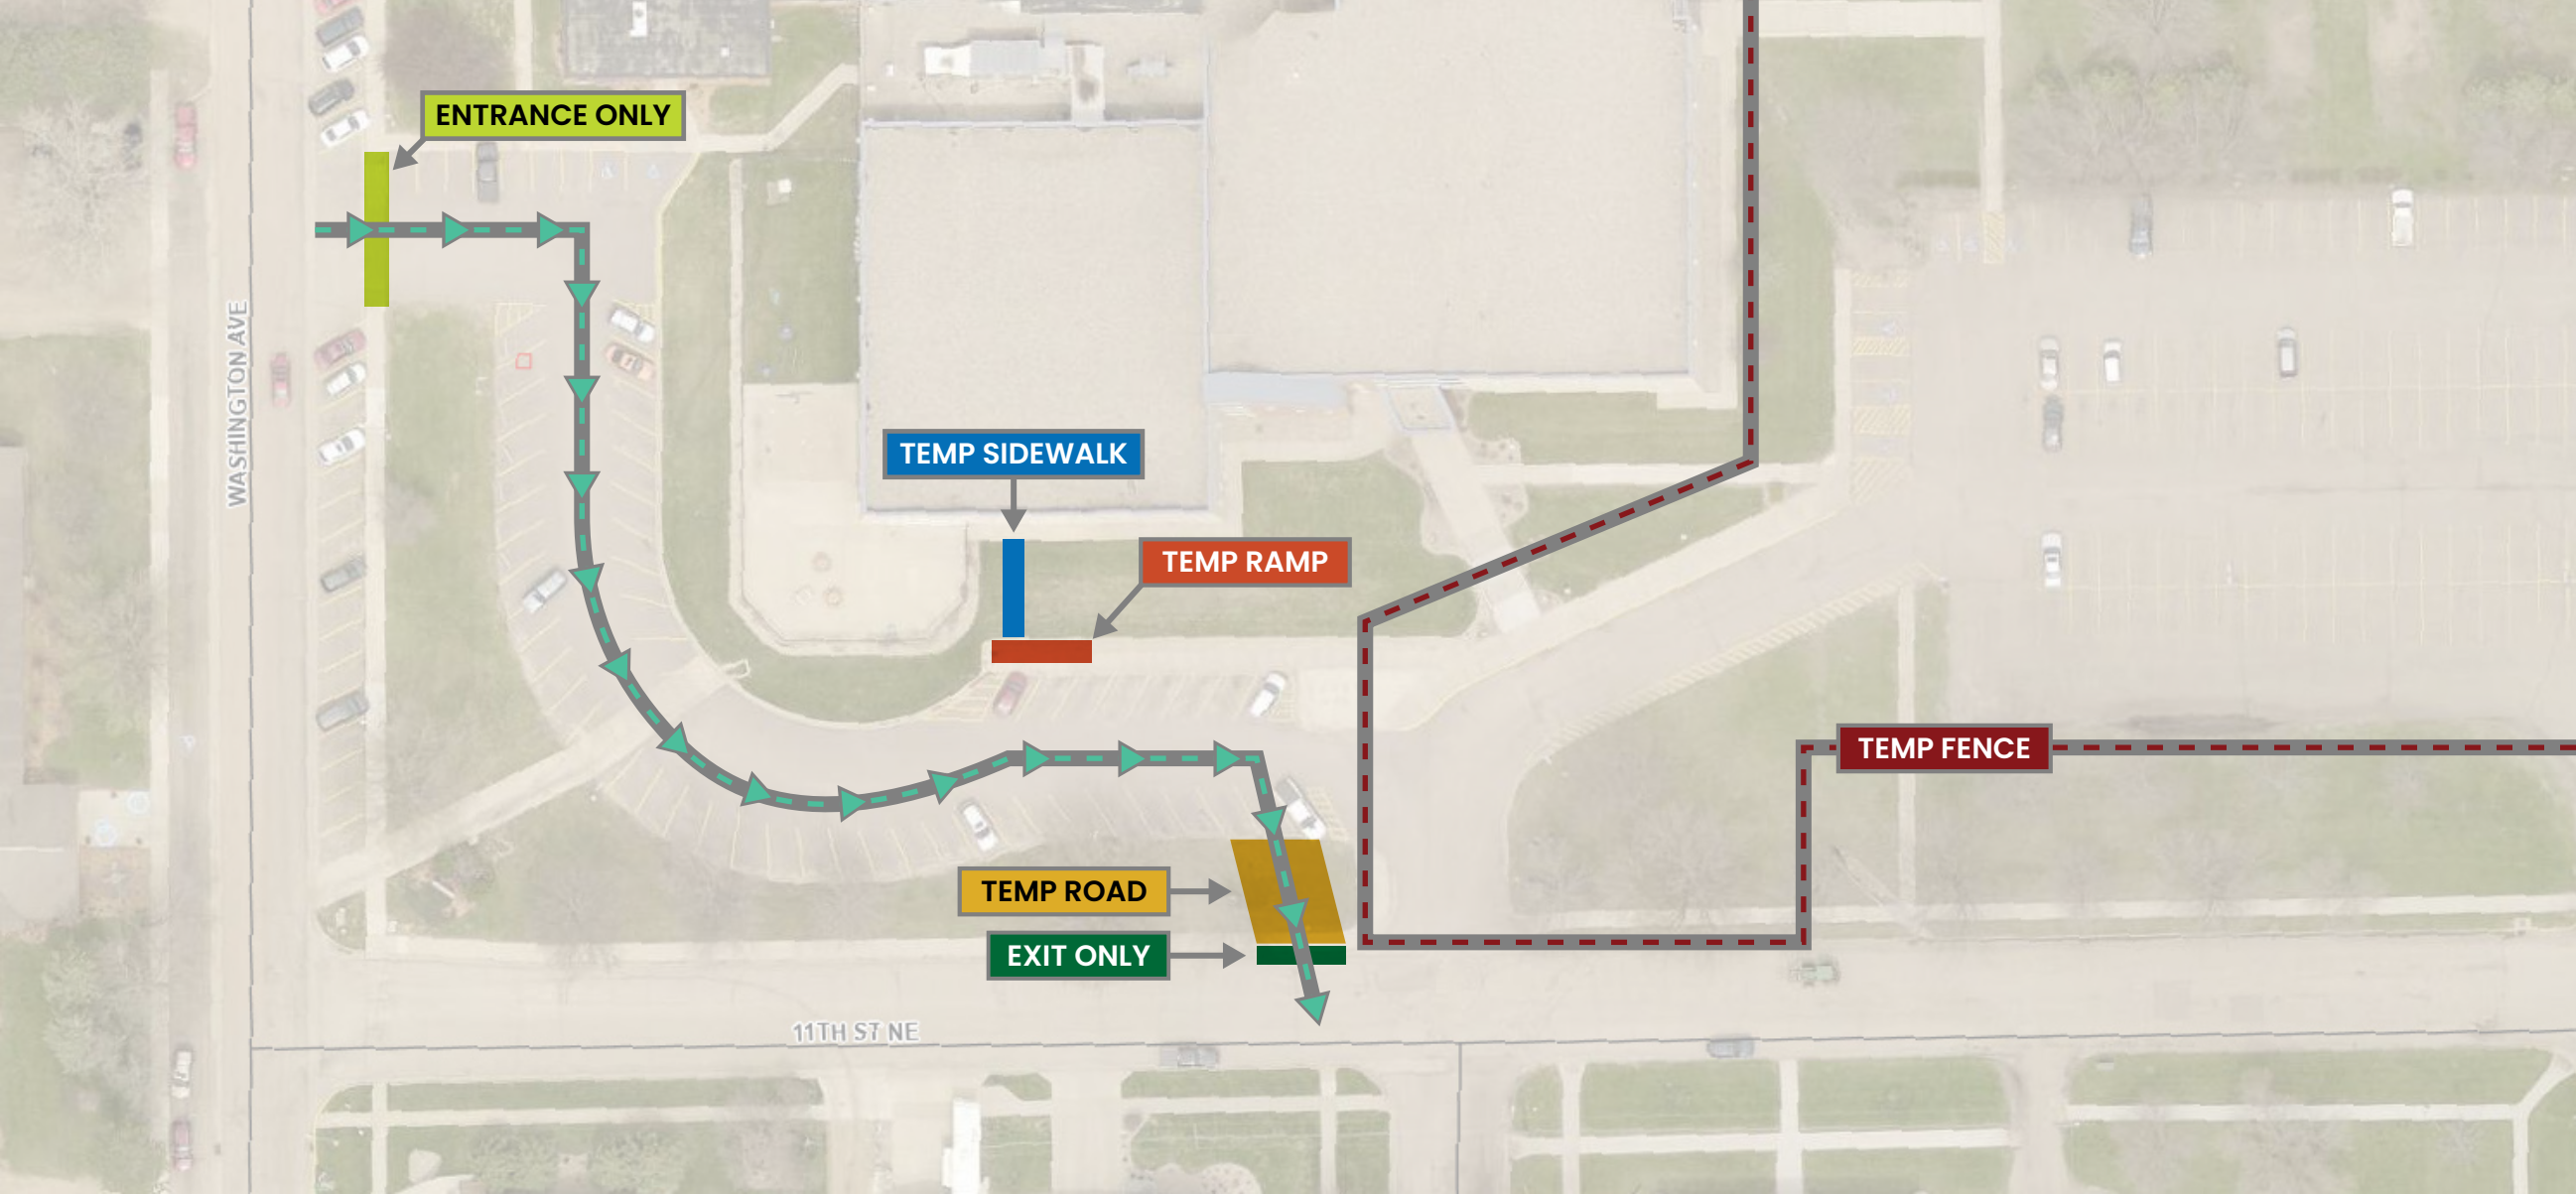 ENTRANCE ONLY
WASHINGTON AVE
TEMP SIDEWALK
TEMP RAMP
TEMP FENCE
TEMP ROAD
EXIT ONLY
11TH ST NE